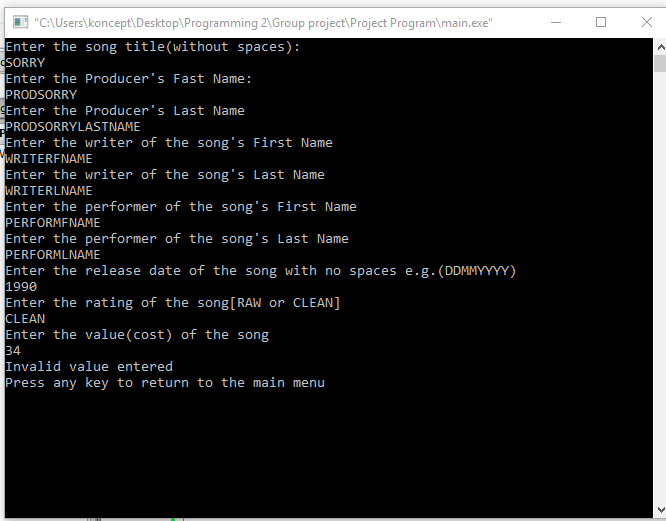 "C:\Users\koncept\Desktop\Programming 2\Group project\Project Program\main.exe"
Enter the song title(without spaces):
SORRY
Enter the Producer's Fast Name:
PRODSORRY
Enter the Producer's Last Name
PRODSORRYLASTNAME
Enter the writer of the song's First Name
WRITERFNAME
Enter the writer of the song's Last Name
WRITERLNAME
Enter the performer of the song's First Name
PERFORMFNAME
Enter the performer of the song's Last Name
PERFORMLNAME
Enter the release date of the song with no spaces e.g.(DDMMYYYY)
1990
Enter the rating of the song[RAW or CLEAN]
CLEAN
Enter the value(cost) of the song
34
Invalid value entered
Press any key to return to the main menu